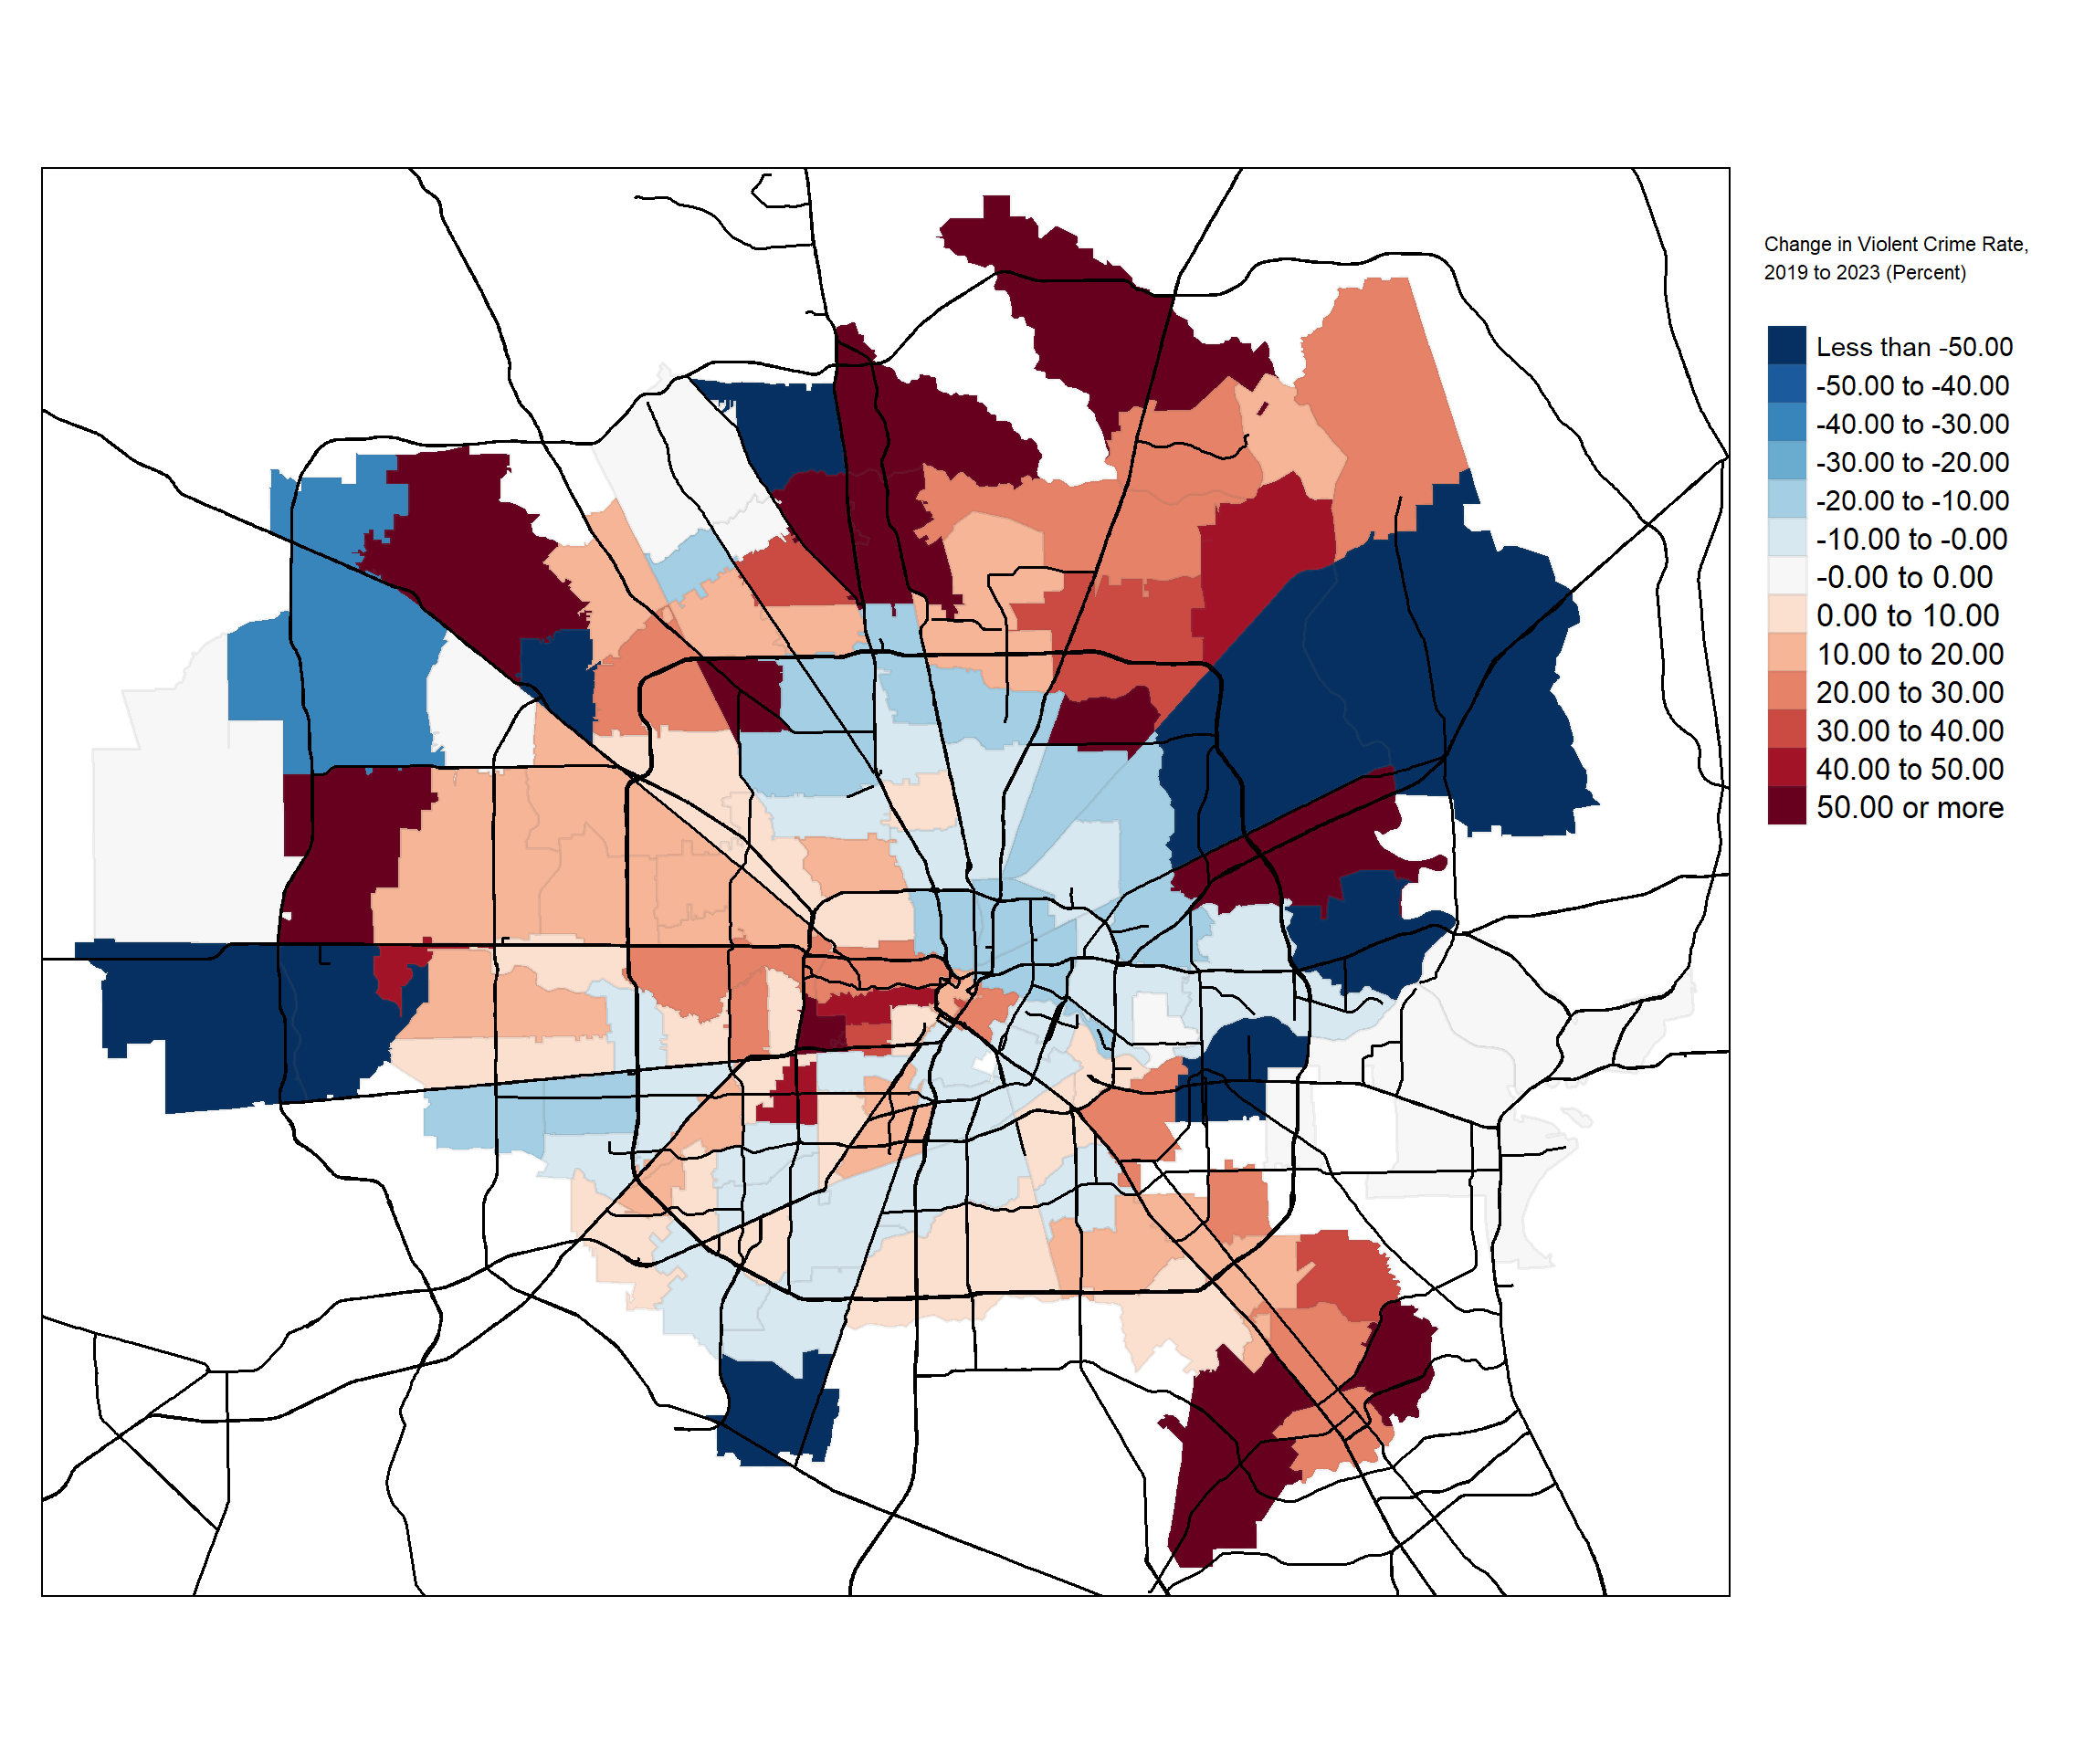 Change in Violent Crime Rate,
2019 to 2023 (Percent)
Less than -50.00
-50.00 to -40.00
-40.00 to -30.00
-30.00 to -20.00
-20.00 to -10.00
-10.00 to -0.00
-0.00 to 0.00
0.00 to 10.00
10.00 to 20.00
20.00 to 30.00
30.00 to 40.00
40.00 to 50.00
50.00 or more